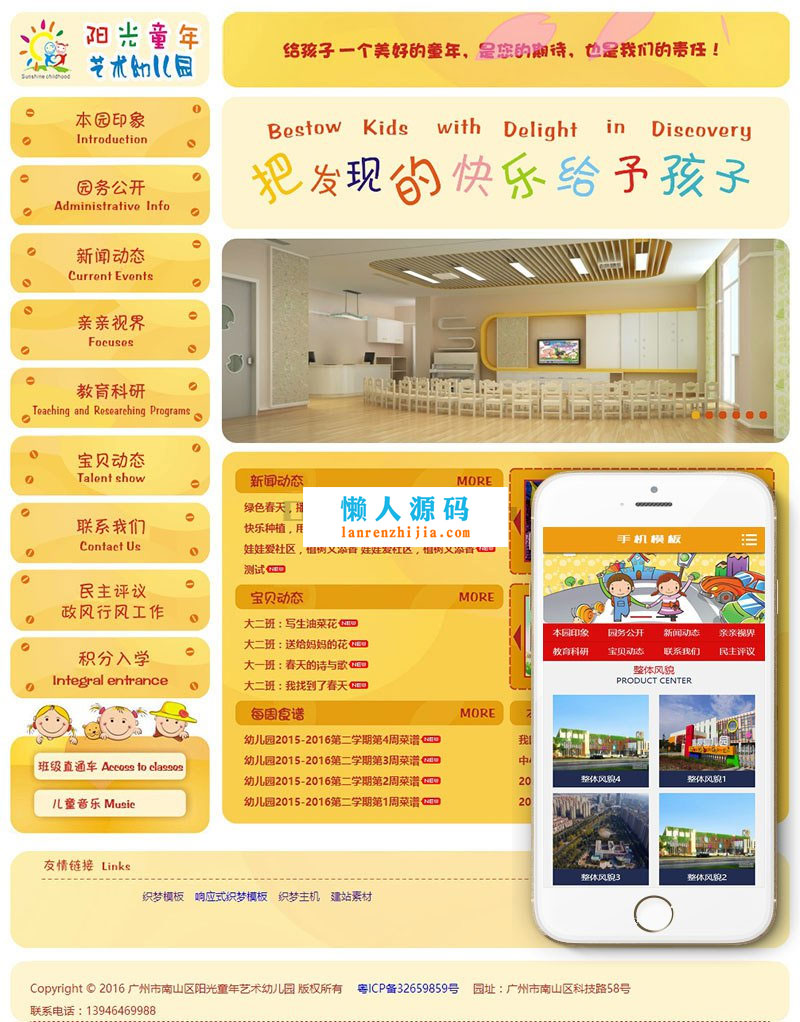 阳光童年
艺术幼儿园
Sunshine childhood
给孩子一个美好的童年，是您的期待，也是我们的责任！
本园印象
Introduction
园务公开
Administrative Info
新闻动态
Current Events
亲亲视界
Focuses
教育科研
Teaching and Researching Programs
宝贝动态
Talent show
联系我们
Contact Us
民主评议
政风行风工作
积分入学
Integral entrance
班级直通车 Access to classes
儿童音乐 Music
Bestow Kids with Delight in Discovery
把发现的快乐给予孩子
新闻动态 MORE
绿色春天，播
快乐种植，用
娃娃爱社区，植树又添香 娃娃爱社区，植树又添香 NEW
测试 NEW
懒人源码
lanrenzhijia.com
宝贝动态 MORE
大二班：写生油菜花 NEW
大二班：送给妈妈的花 NEW
大一班：春天的诗与歌 NEW
大二班：我找到了春天 NEW
每周食谱 MORE
幼儿园2015-2016第二学期第4周菜谱 NEW
幼儿园2015-2016第二学期第3周菜谱 NEW
幼儿园2015-2016第二学期第2周菜谱 NEW
幼儿园2015-2016第二学期第1周菜谱 NEW
我
中
20
20
手机模板
本园印象 园务公开 新闻动态 亲亲视界
教育科研 宝贝动态 联系我们 民主评议
整体风貌
PRODUCT CENTER
整体风貌4 整体风貌1
整体风貌3 整体风貌2
友情链接 Links
织梦模板 响应式织梦模板 织梦主机 建站素材
Copyright © 2016 广州市南山区阳光童年艺术幼儿园 版权所有 粤ICP备32659859号 园址：广州市南山区科技路58号
联系电话：13946469988